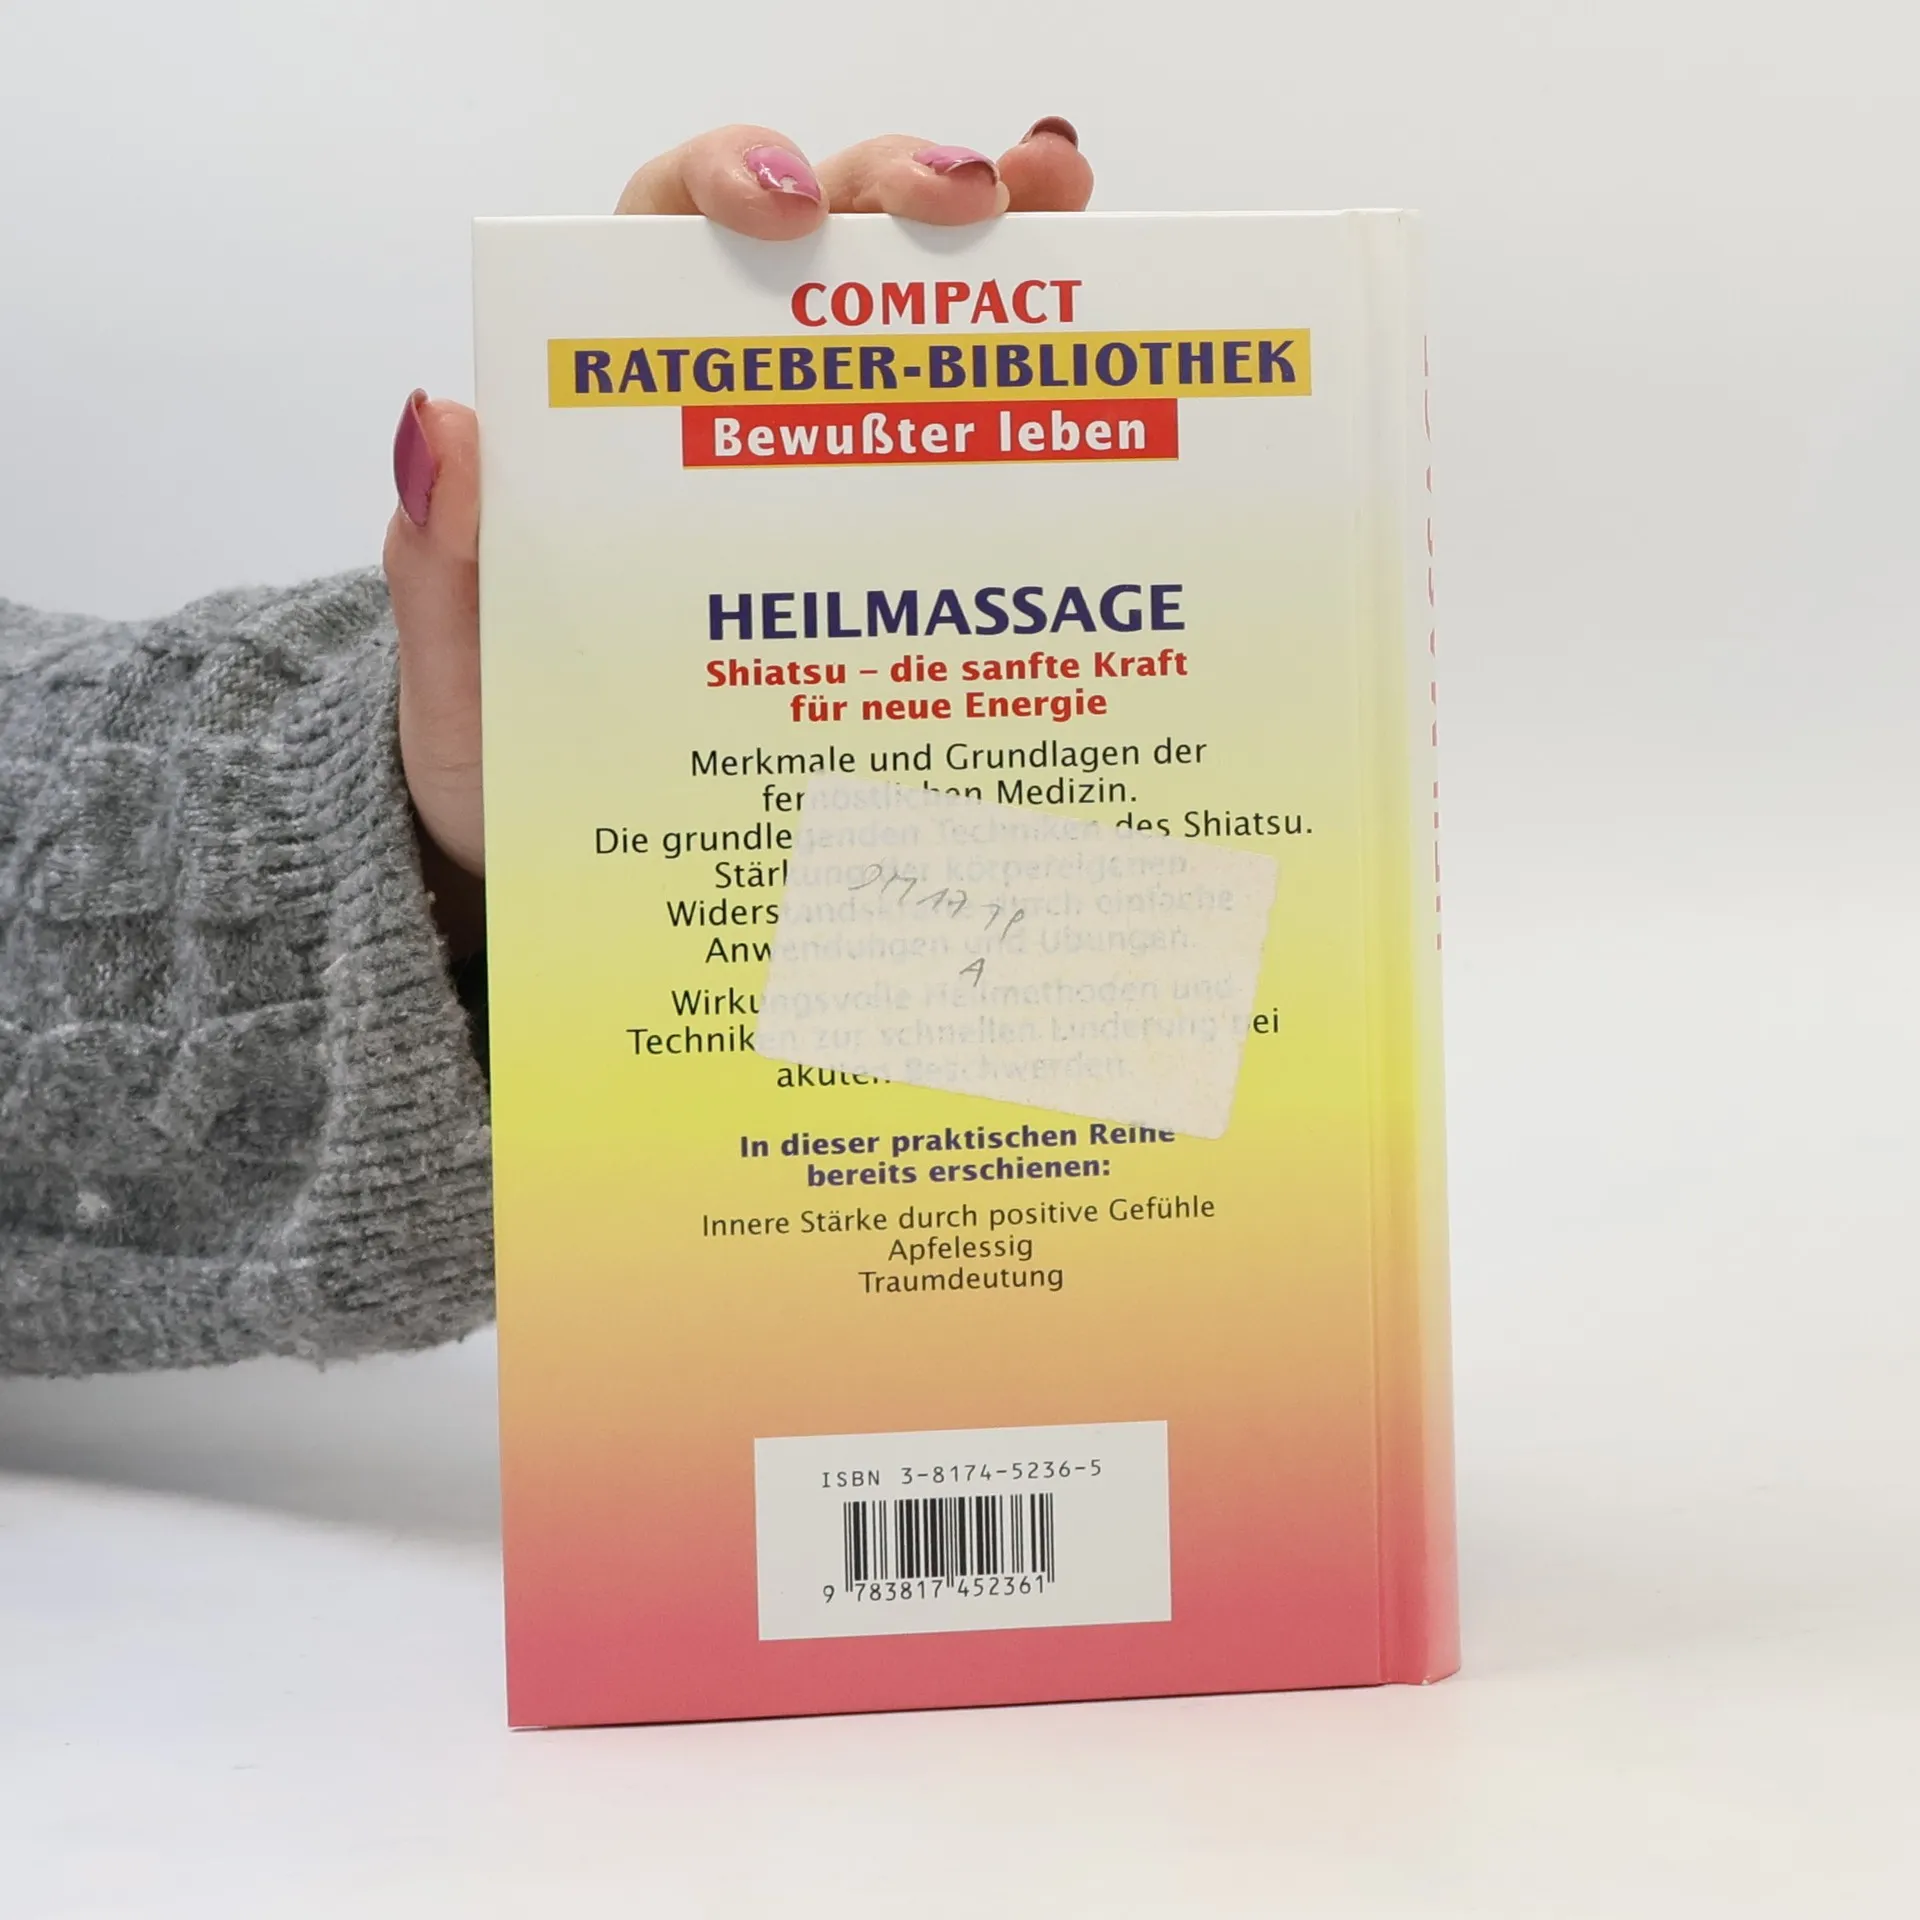 COMPACT
RATGEBER-BIBLIOTHEK
Bewußter leben
HEILMASSAGE
Shiatsu – die sanfte Kraft
für neue Energie
Merkmale und Grundlagen der
fernöstlichen Medizin.
Die grundlegenden Techniken des Shiatsu.
Stärkung der körpereigenen
Widerstandskräfte durch einfache
Anwendungen und Übungen.
Wirkungsvolle Heilmethoden und
Techniken zur schnellen Linderung bei
akuten Beschwerden.
In dieser praktischen Reihe
bereits erschienen:
Innere Stärke durch positive Gefühle
Apfelessig
Traumdeutung
ISBN 3-8174-5236-5
9 783817 452361